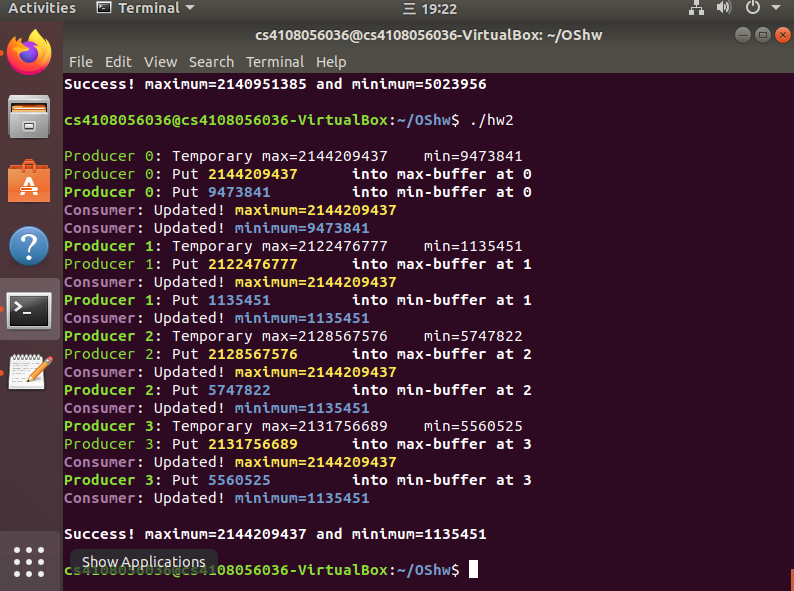 Activities Terminal 三 19:22
cs4108056036@cs4108056036-VirtualBox: ~/OShw
File Edit View Search Terminal Help
Success! maximum=2140951385 and minimum=5023956
cs4108056036@cs4108056036-VirtualBox:~/OShw$ ./hw2
Producer 0: Temporary max=2144209437 min=9473841
Producer 0: Put 2144209437 into max-buffer at 0
Producer 0: Put 9473841 into min-buffer at 0
Consumer: Updated! maximum=2144209437
Consumer: Updated! minimum=9473841
Producer 1: Temporary max=2122476777 min=1135451
Producer 1: Put 2122476777 into max-buffer at 1
Consumer: Updated! maximum=2144209437
Producer 1: Put 1135451 into min-buffer at 1
Consumer: Updated! minimum=1135451
Producer 2: Temporary max=2128567576 min=5747822
Producer 2: Put 2128567576 into max-buffer at 2
Consumer: Updated! maximum=2144209437
Producer 2: Put 5747822 into min-buffer at 2
Consumer: Updated! minimum=1135451
Producer 3: Temporary max=2131756689 min=5560525
Producer 3: Put 2131756689 into max-buffer at 3
Consumer: Updated! maximum=2144209437
Producer 3: Put 5560525 into min-buffer at 3
Consumer: Updated! minimum=1135451
Success! maximum=2144209437 and minimum=1135451
Show Applications
cs4108056036@cs4108056036-VirtualBox:~/OShw$